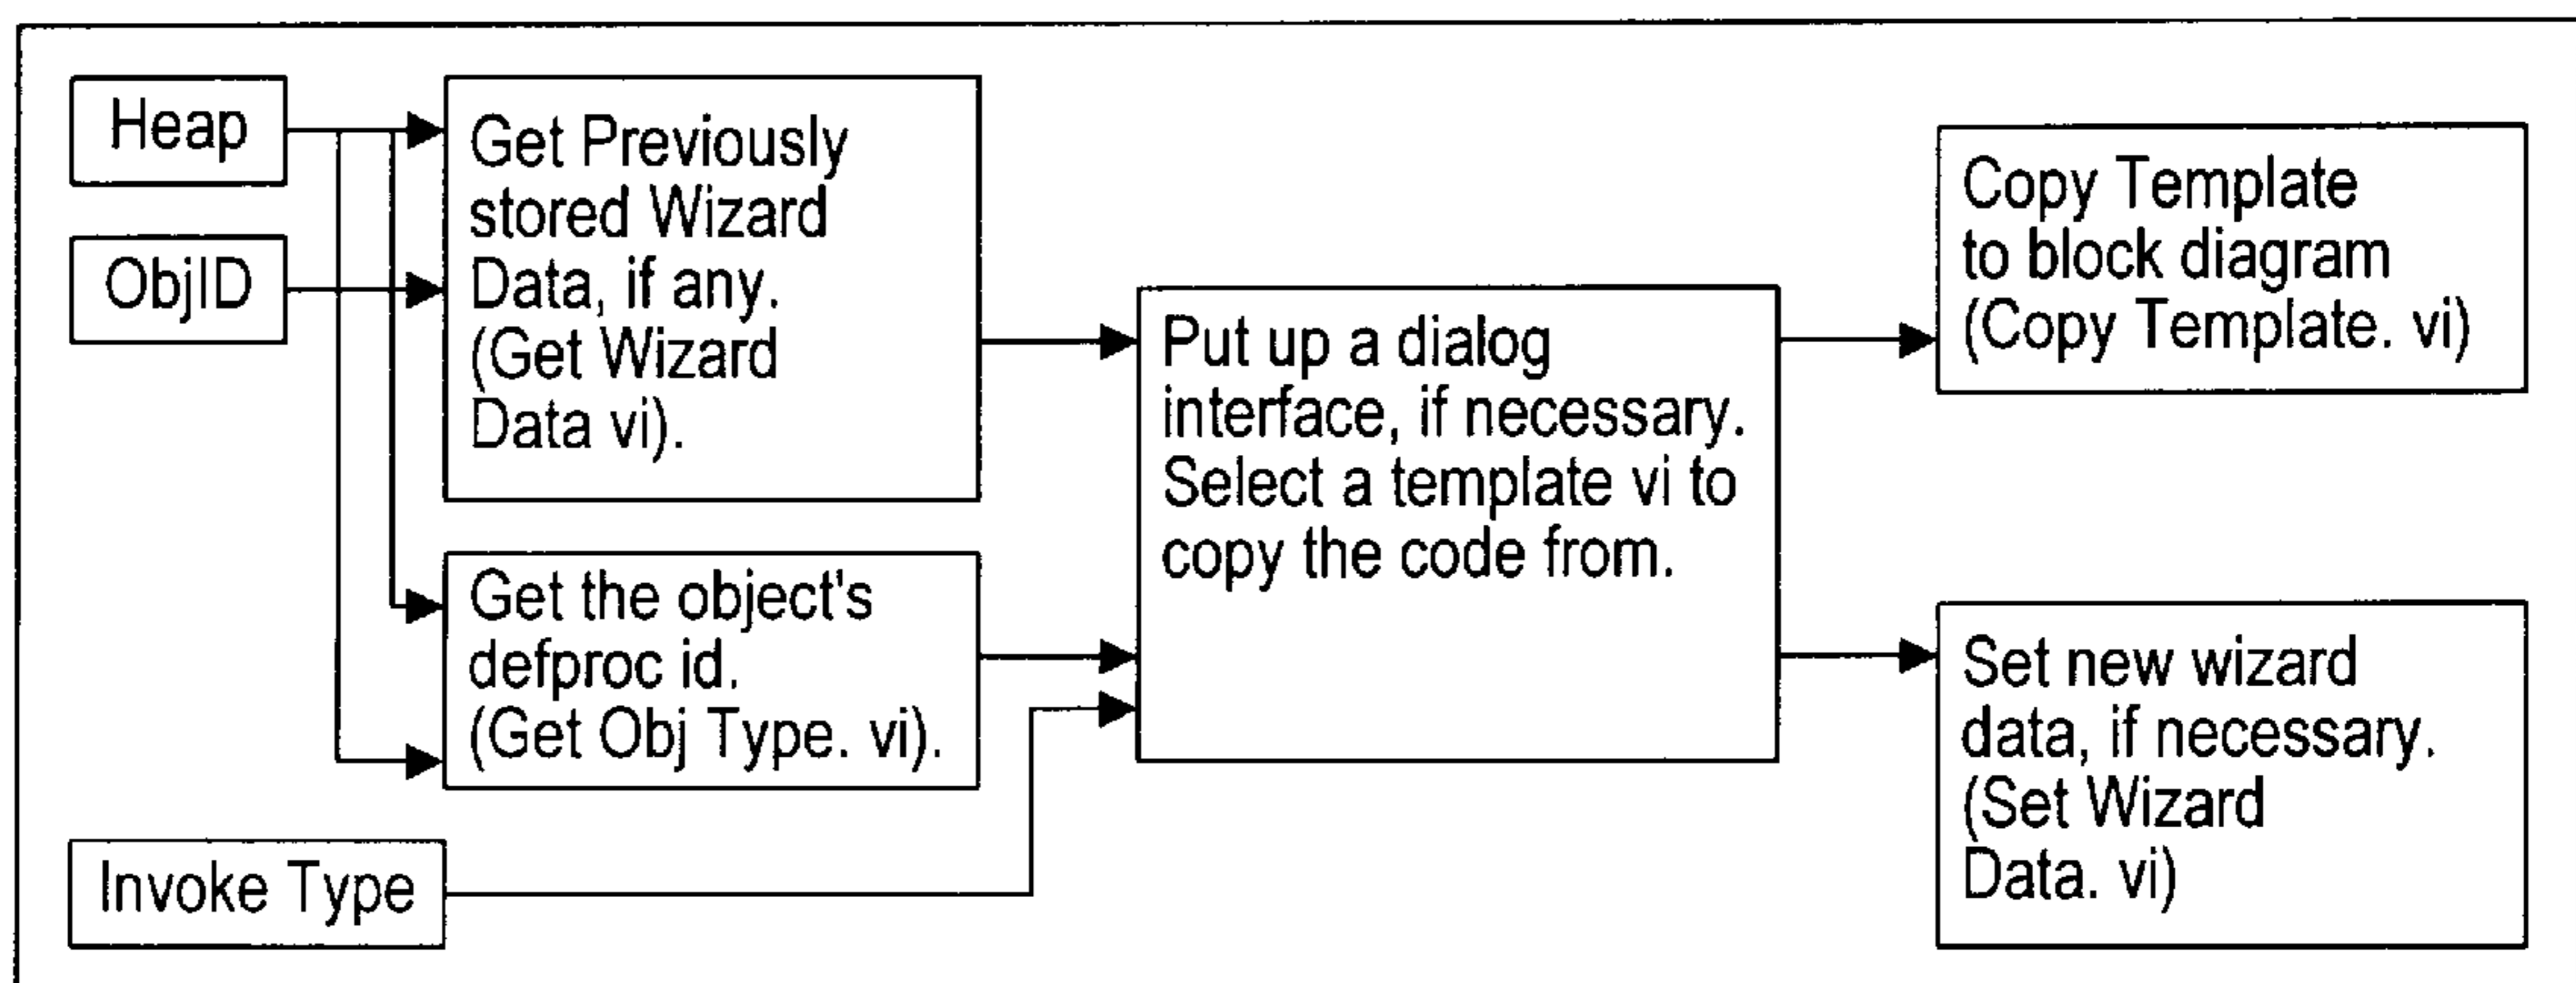 Heap
ObjID
Get Previously
stored Wizard
Data, if any.
(Get Wizard
Data vi).
Get the object's
defproc id.
(Get Obj Type. vi).
Invoke Type
Put up a dialog
interface, if necessary.
Select a template vi to
copy the code from.
Copy Template
to block diagram
(Copy Template. vi)
Set new wizard
data, if necessary.
(Set Wizard
Data. vi)